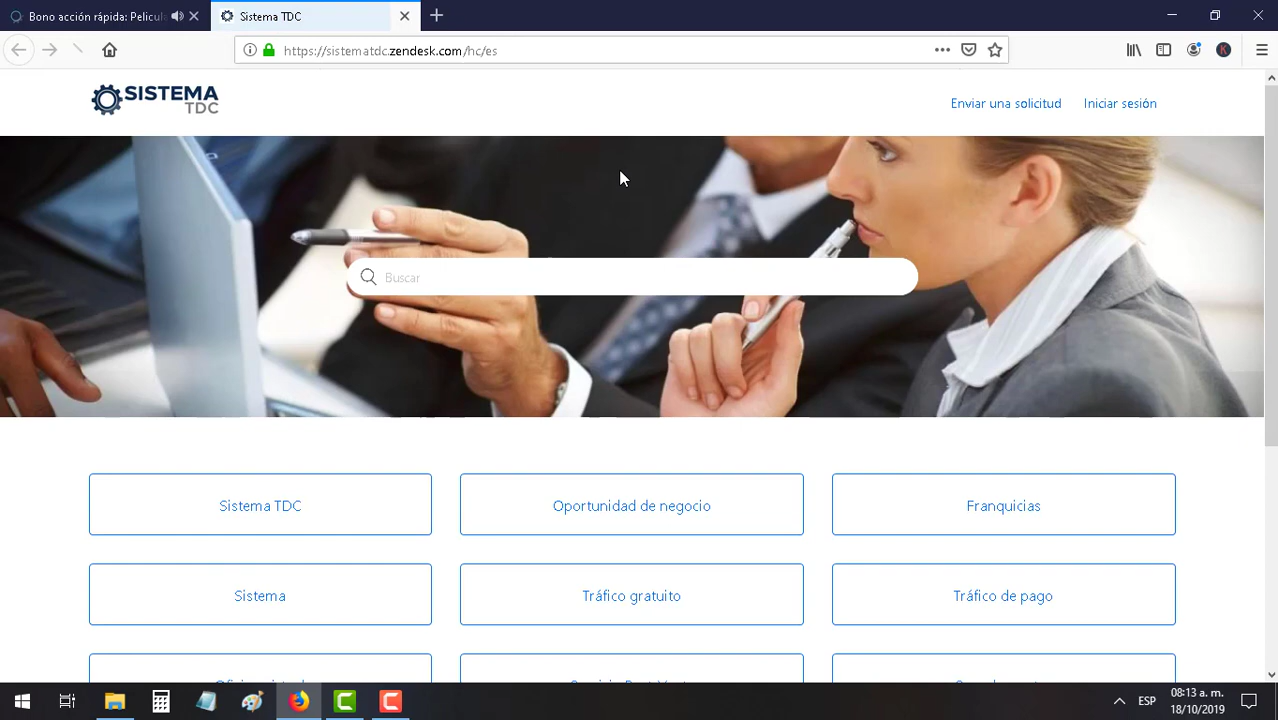 Bono acción rápida: Película
Sistema TDC
https://sistematdc.zendesk.com/hc/es
SISTEMA
TDC
Enviar una solicitud
Iniciar sesión
Buscar
Sistema TDC
Oportunidad de negocio
Franquicias
Sistema
Tráfico gratuito
Tráfico de pago
ESP
08:13 a. m.
18/10/2019